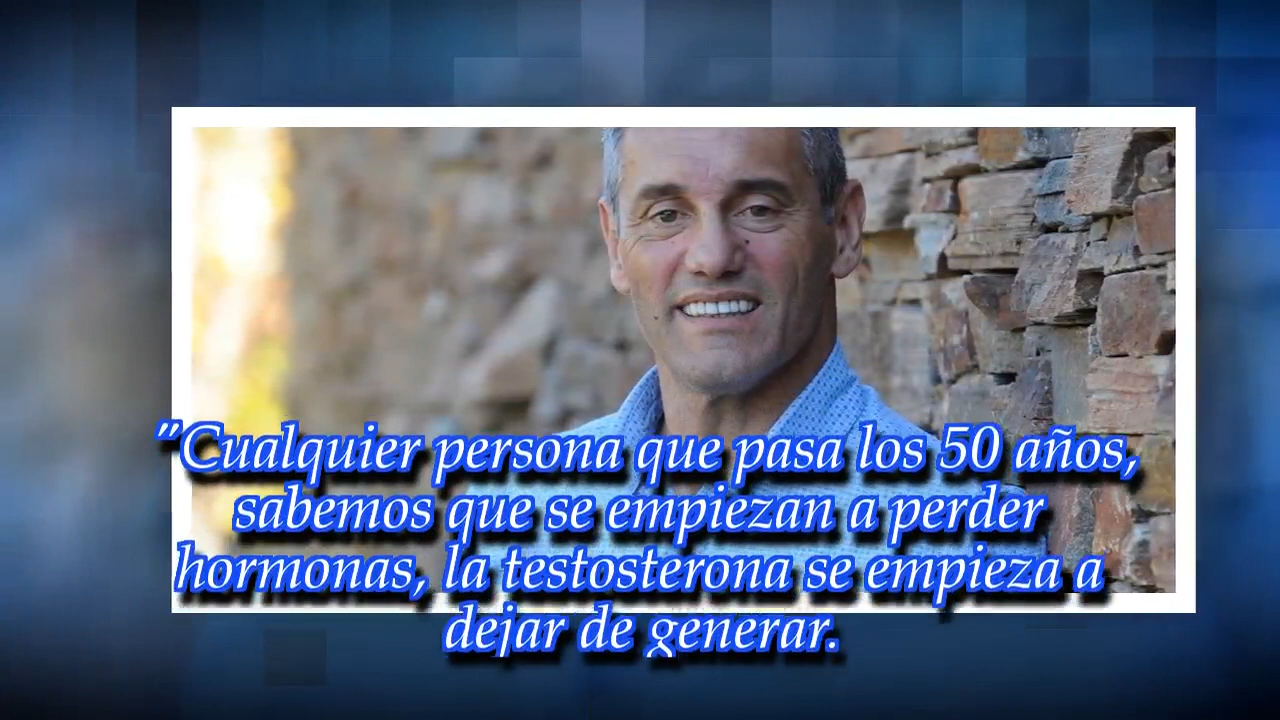 "Cualquier persona que pasa los 50 años,
sabemos que se empiezan a perder
hormonas, la testosterona se empieza a
dejar de generar.